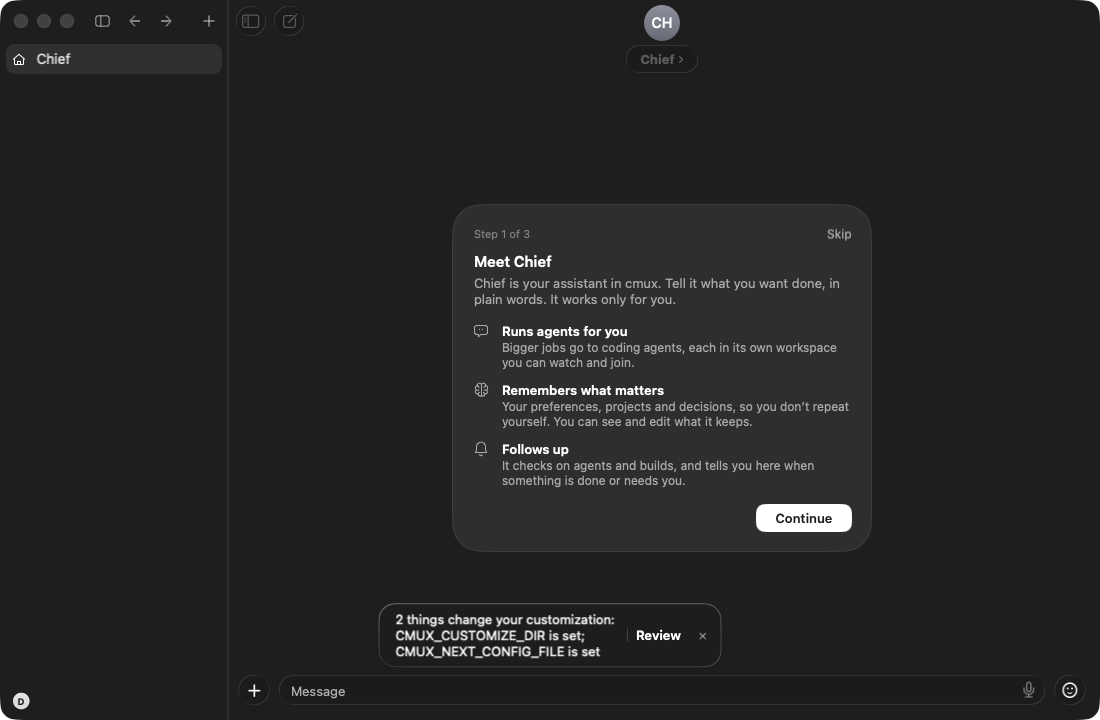 CH
Chief
Chief ›
Step 1 of 3
Skip
Meet Chief
Chief is your assistant in cmux. Tell it what you want done, in
plain words. It works only for you.
Runs agents for you
Bigger jobs go to coding agents, each in its own workspace
you can watch and join.
Remembers what matters
Your preferences, projects and decisions, so you don’t repeat
yourself. You can see and edit what it keeps.
Follows up
It checks on agents and builds, and tells you here when
something is done or needs you.
Continue
2 things change your customization:
CMUX_CUSTOMIZE_DIR is set;
CMUX_NEXT_CONFIG_FILE is set
Review
Message
D